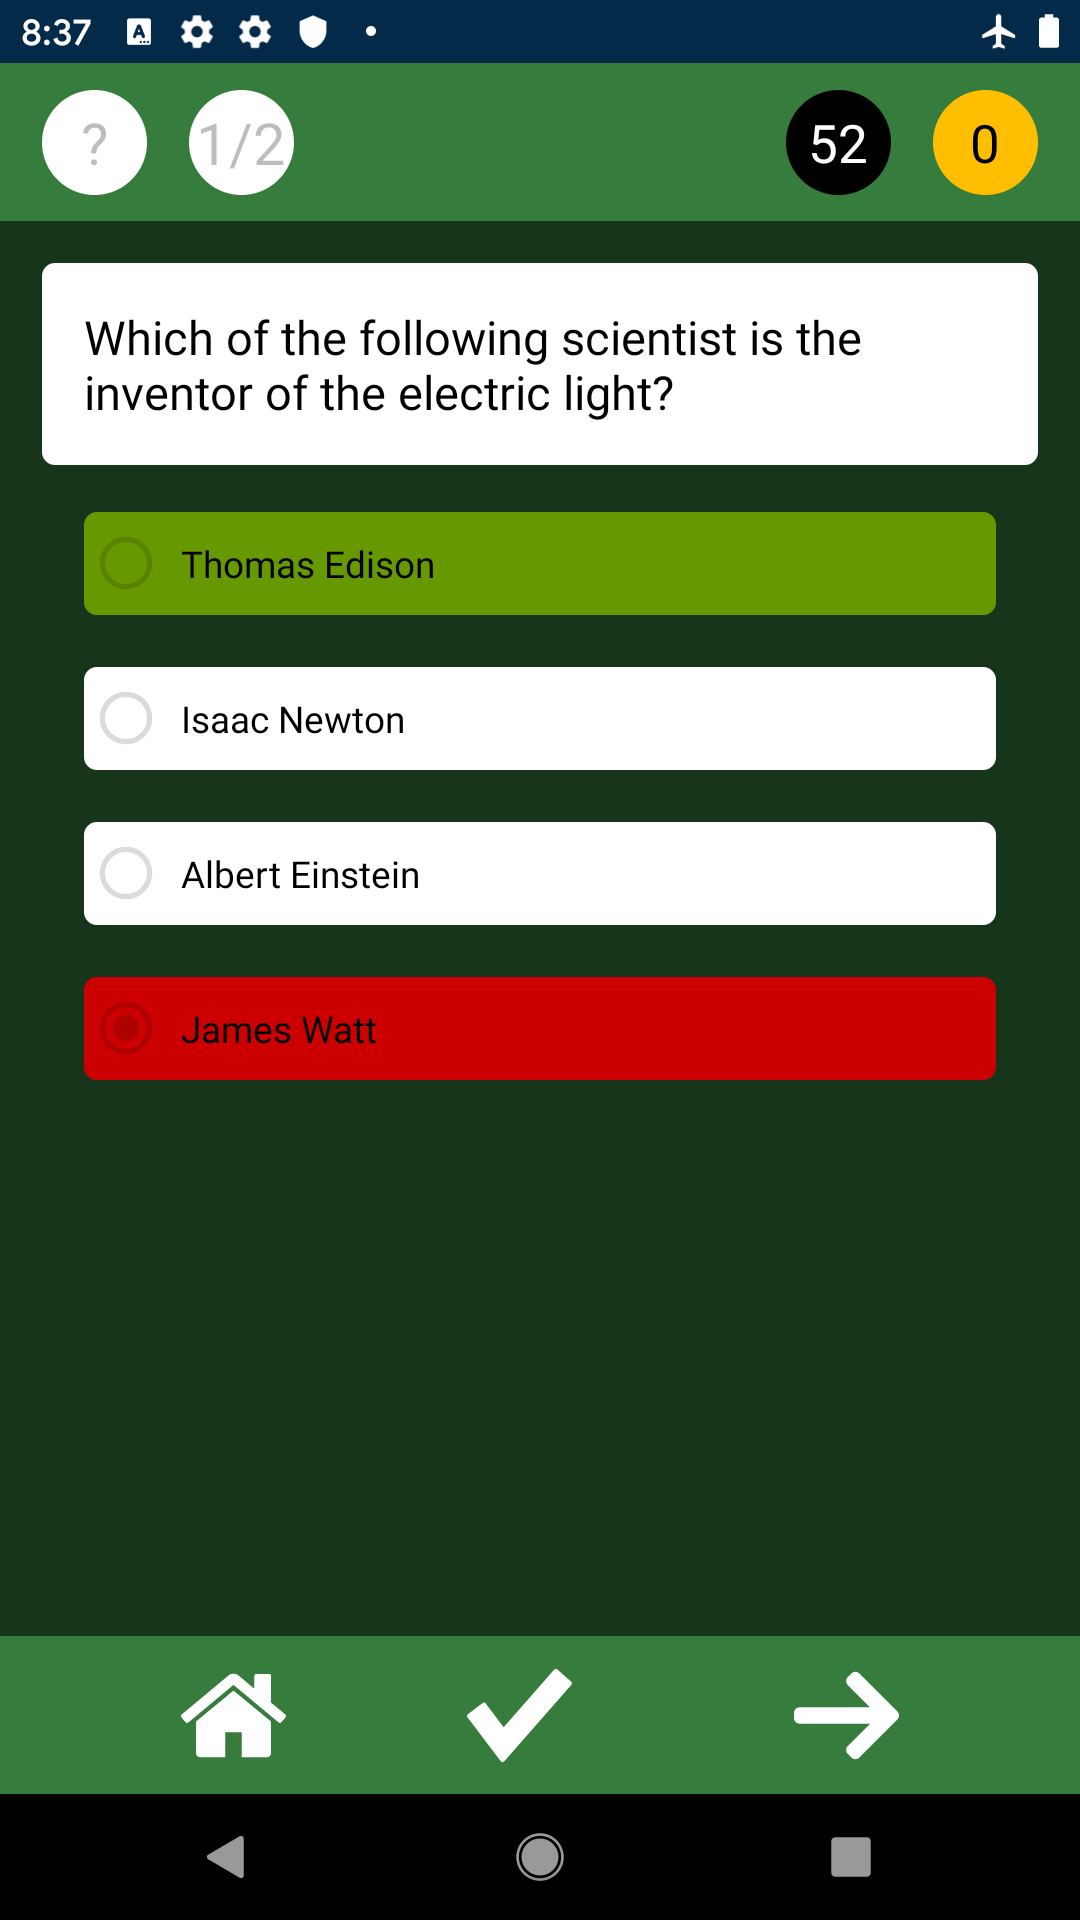 8:37
? 1/2 52 0
Which of the following scientist is the
inventor of the electric light?
Thomas Edison
Isaac Newton
Albert Einstein
James Watt